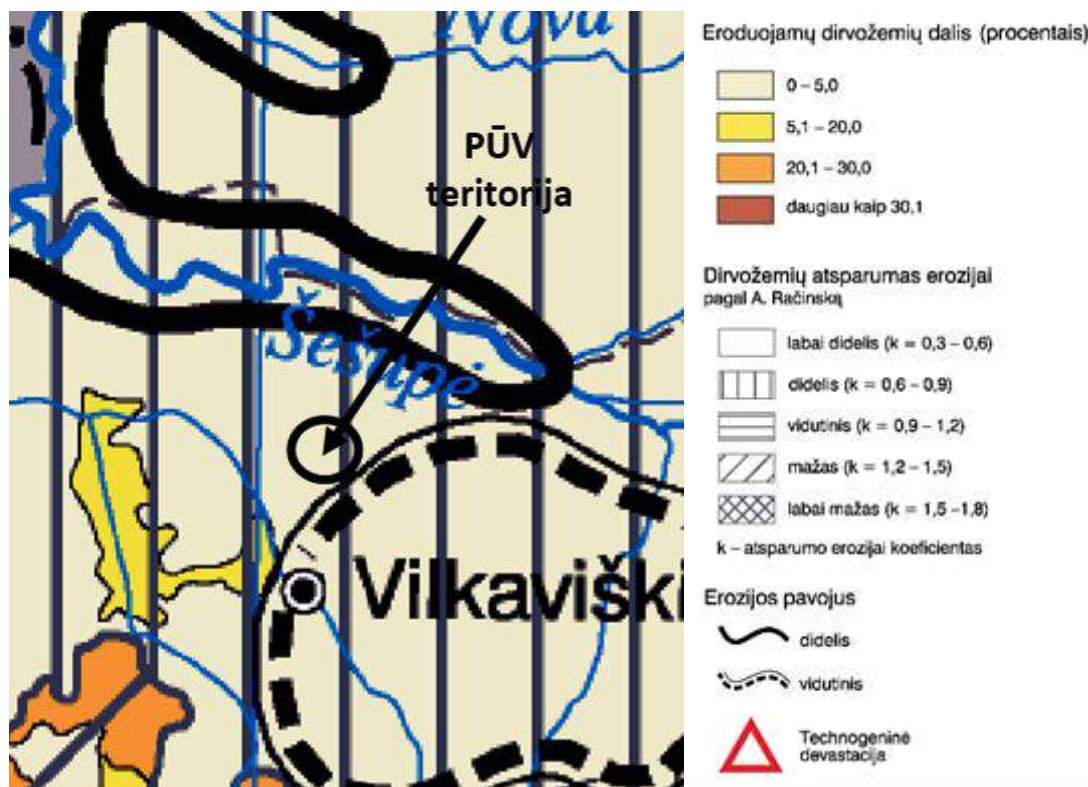 Nova
PŪV
teritorija
Šešupė
Vilkaviški
Eroduojamų dirvožemių dalis (procentais)
0 – 5,0
5,1 – 20,0
20,1 – 30,0
daugiau kaip 30,1
Dirvožemių atsparumas erozijai
pagal A. Račinską
labai didelis (k = 0,3 – 0,6)
didelis (k = 0,6 – 0,9)
vidutinis (k = 0,9 – 1,2)
mažas (k = 1,2 – 1,5)
labai mažas (k = 1,5 –1,8)
k – atsparumo erozijai koeficientas
Erozijos pavojus
didelis
vidutinis
Technogeninė
devastacija